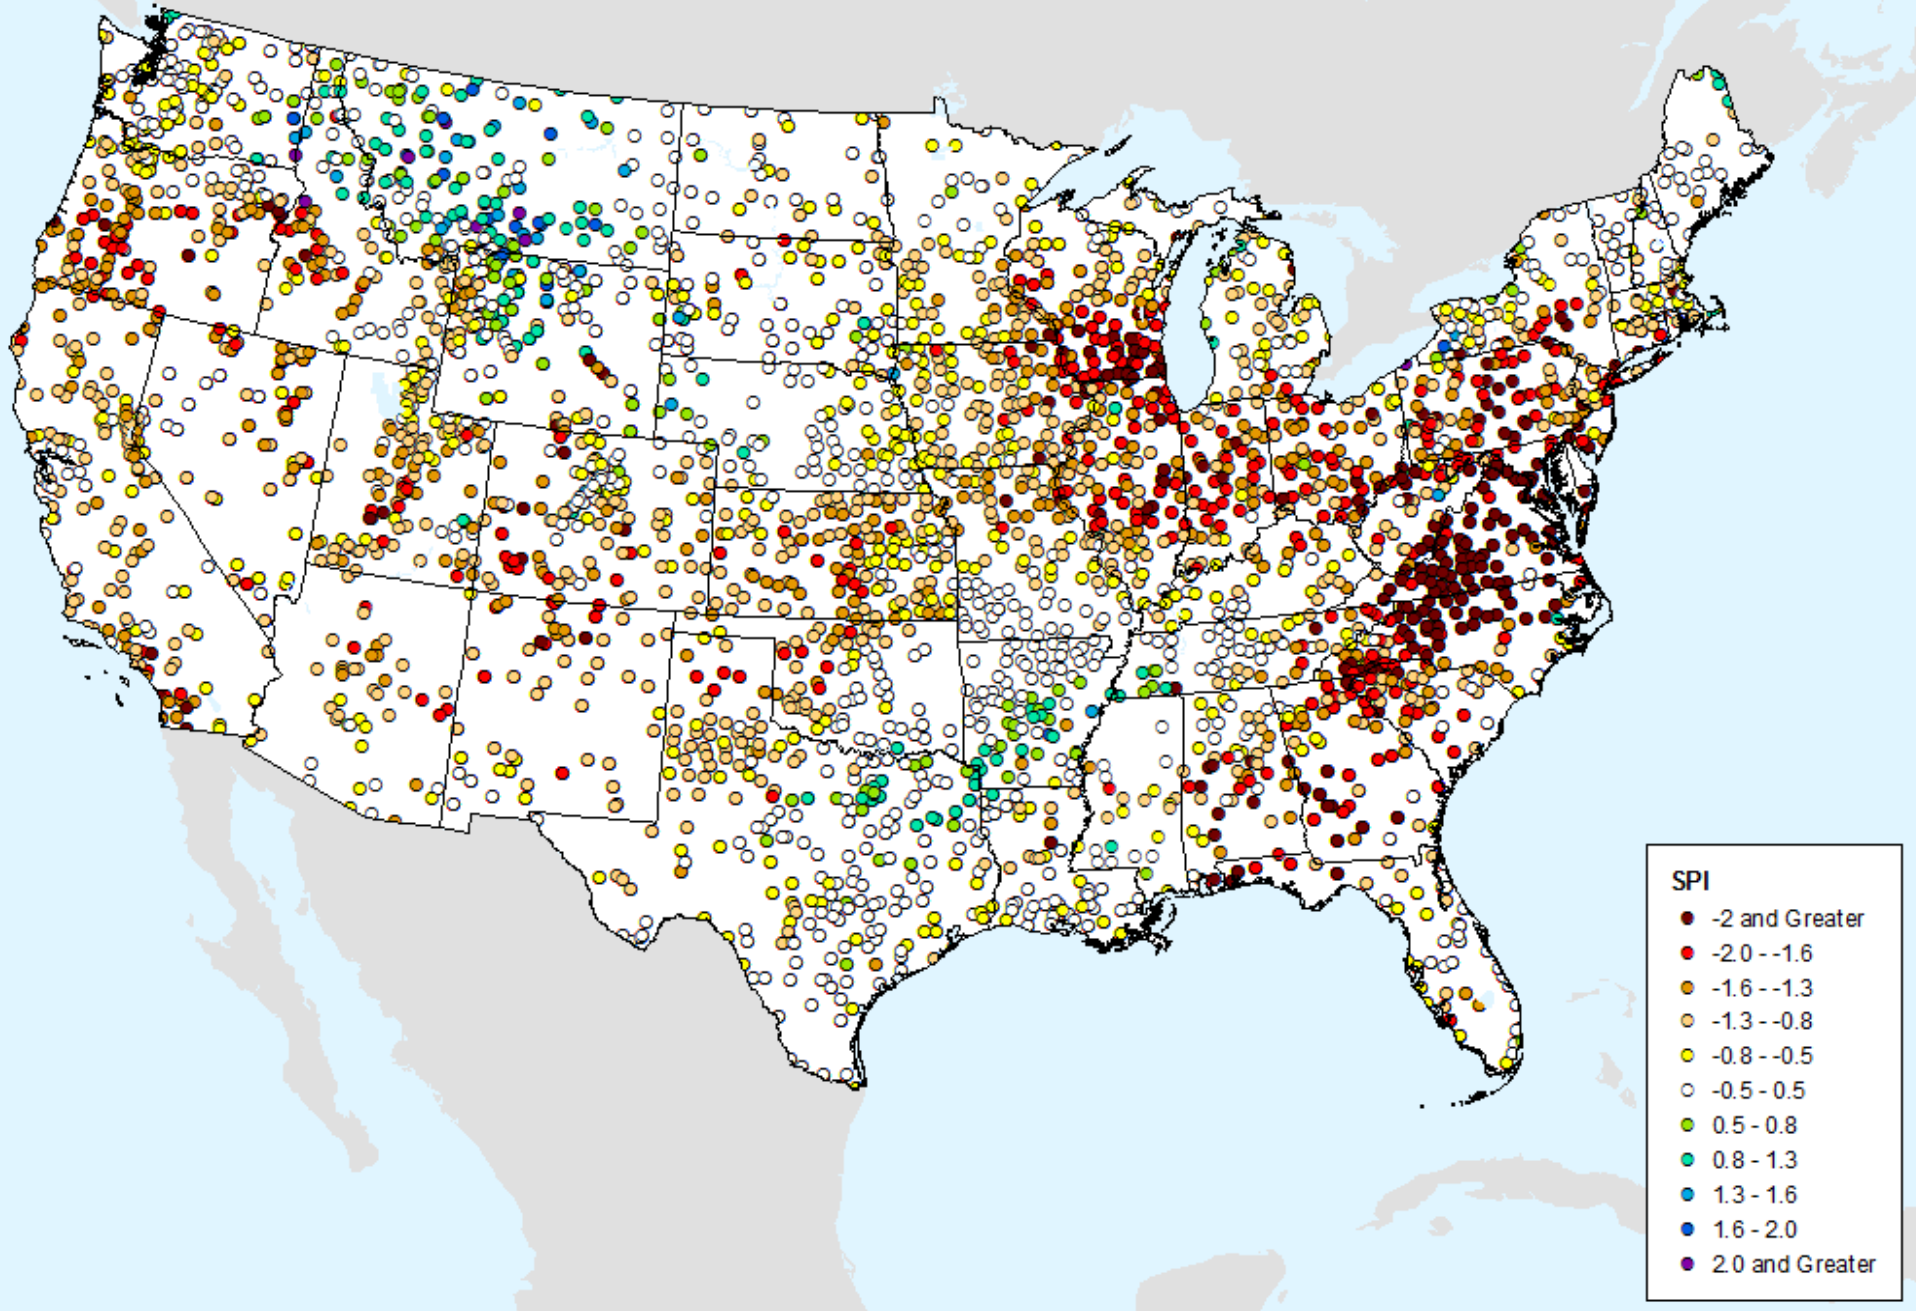 SPI
-2 and Greater
-2.0 - -1.6
-1.6 - -1.3
-1.3 - -0.8
-0.8 - -0.5
-0.5 - 0.5
0.5 - 0.8
0.8 - 1.3
1.3 - 1.6
1.6 - 2.0
2.0 and Greater